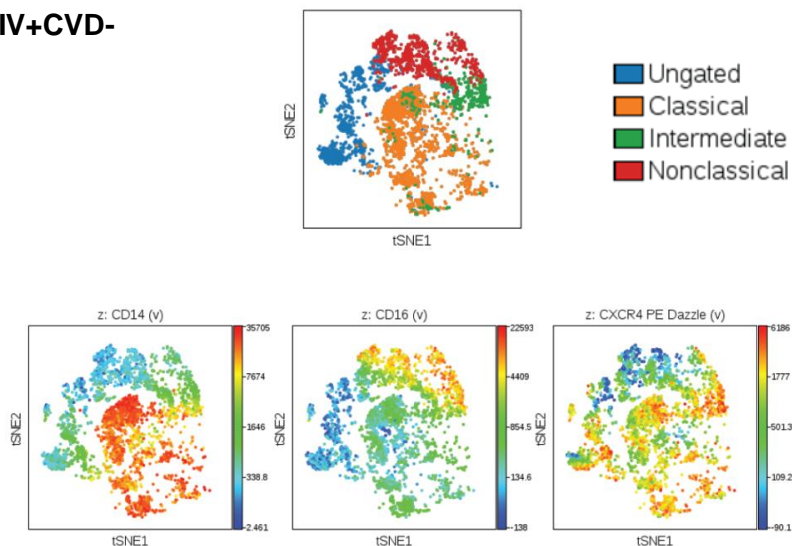 IV+CVD-
Ungated
Classical
Intermediate
Nonclassical
tSNE2
tSNE1
z: CD14 (v)
35705
7674
1646
338.8
-2.461
tSNE2
tSNE1
z: CD16 (v)
22593
4409
854.5
134.6
-138
tSNE2
tSNE1
z: CXCR4 PE Dazzle (v)
6186
1777
501.3
109.2
-90.1
tSNE2
tSNE1